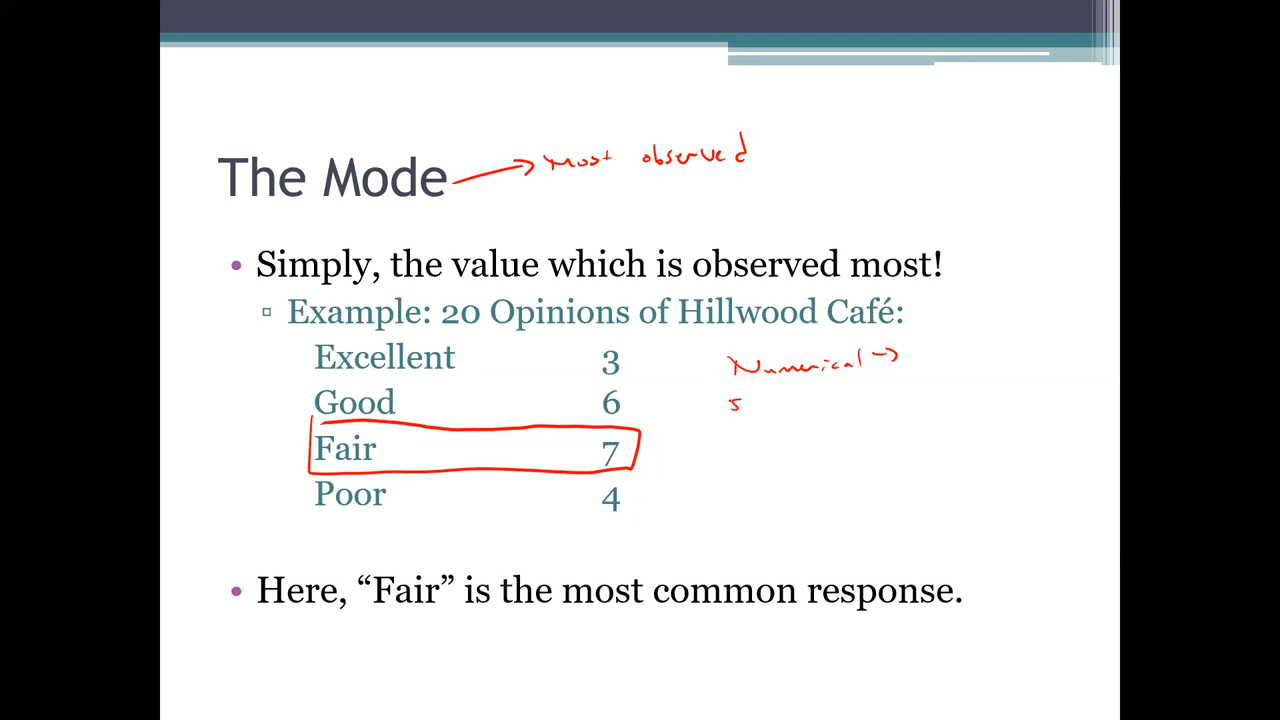 The Mode → Most observed
• Simply, the value which is observed most!
▫ Example: 20 Opinions of Hillwood Café:
Excellent 3 Numerical →
Good 6 5
Fair 7
Poor 4
• Here, “Fair” is the most common response.